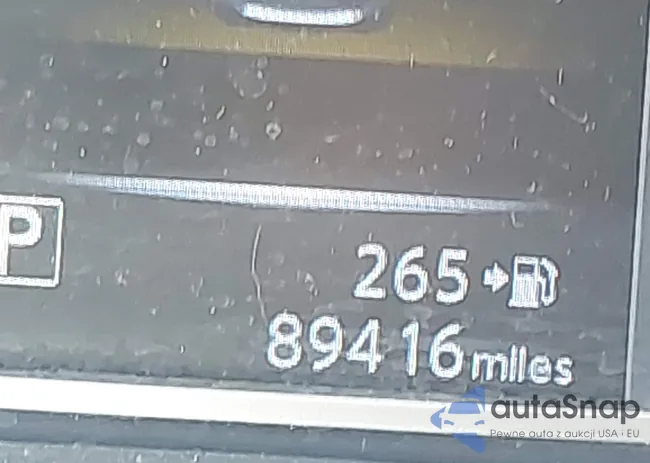 P
265
89416 miles
autaSnap
Pewne auta z aukcji USA i EU